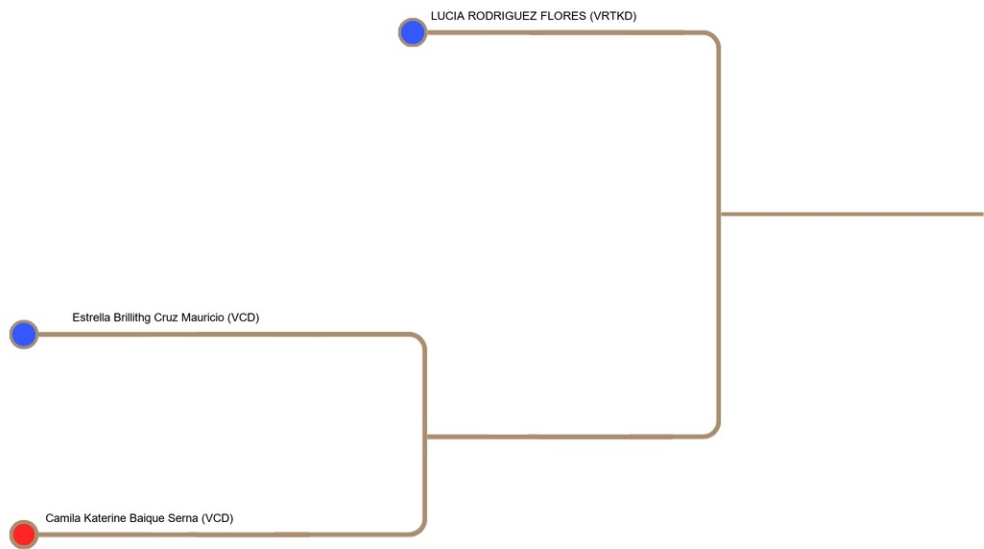 LUCIA RODRIGUEZ FLORES (VRTKD)
Estrella Brillithg Cruz Mauricio (VCD)
Camila Katerine Baique Serna (VCD)